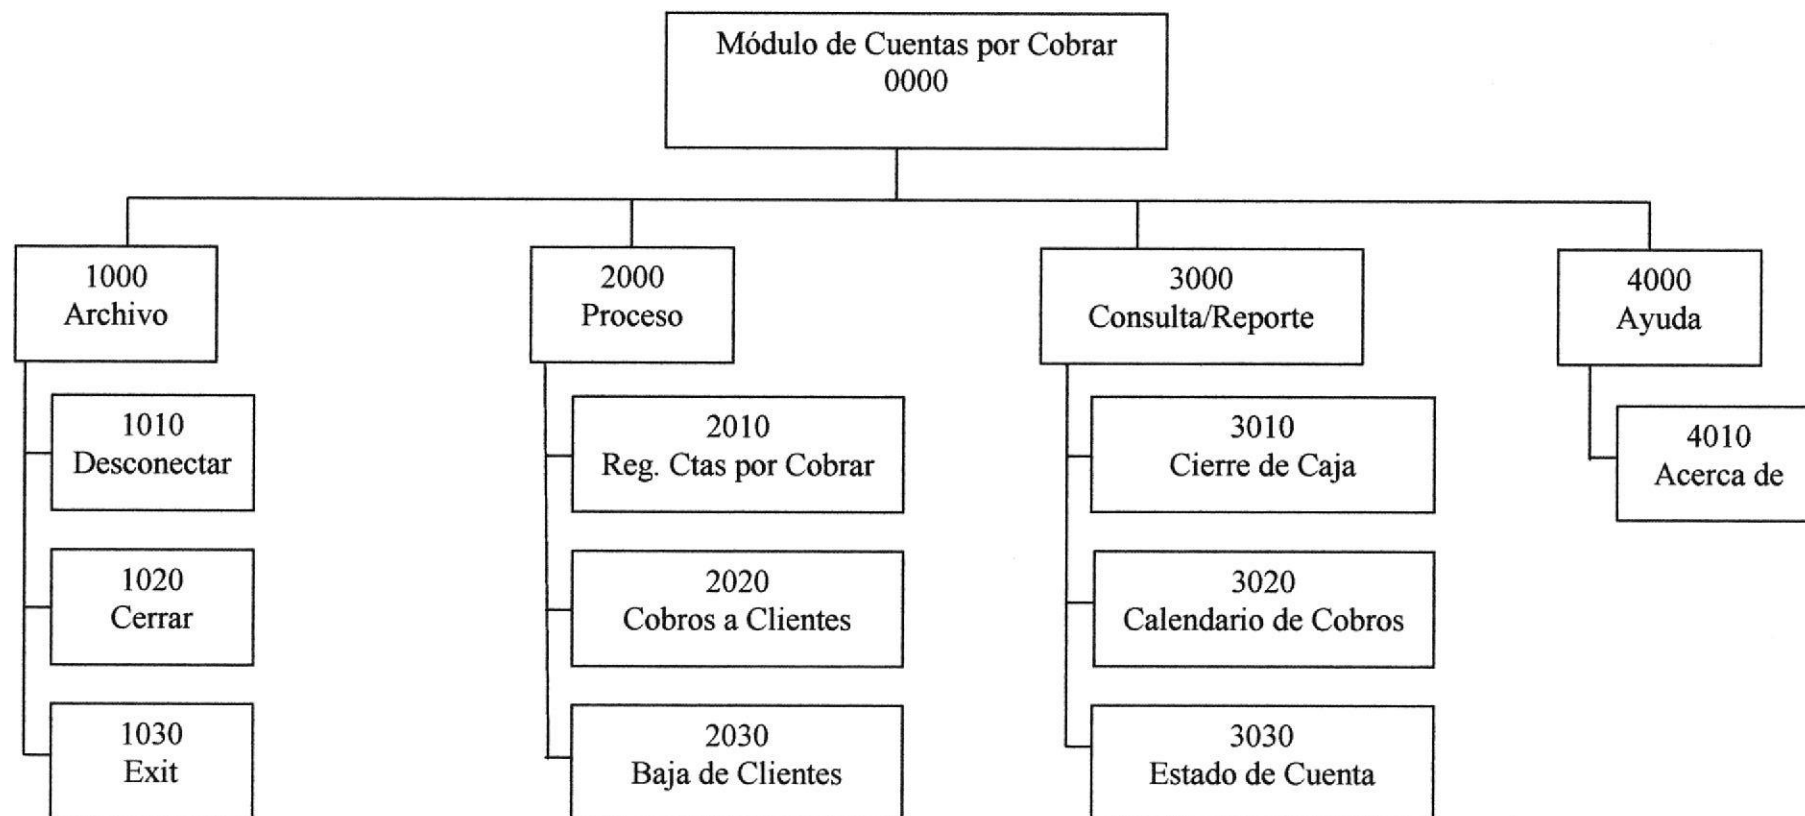 Módulo de Cuentas por Cobrar
0000
1000
Archivo
2000
Proceso
3000
Consulta/Reporte
4000
Ayuda
1010
Desconectar
2010
Reg. Ctas por Cobrar
3010
Cierre de Caja
4010
Acerca de
1020
Cerrar
2020
Cobros a Clientes
3020
Calendario de Cobros
1030
Exit
2030
Baja de Clientes
3030
Estado de Cuenta